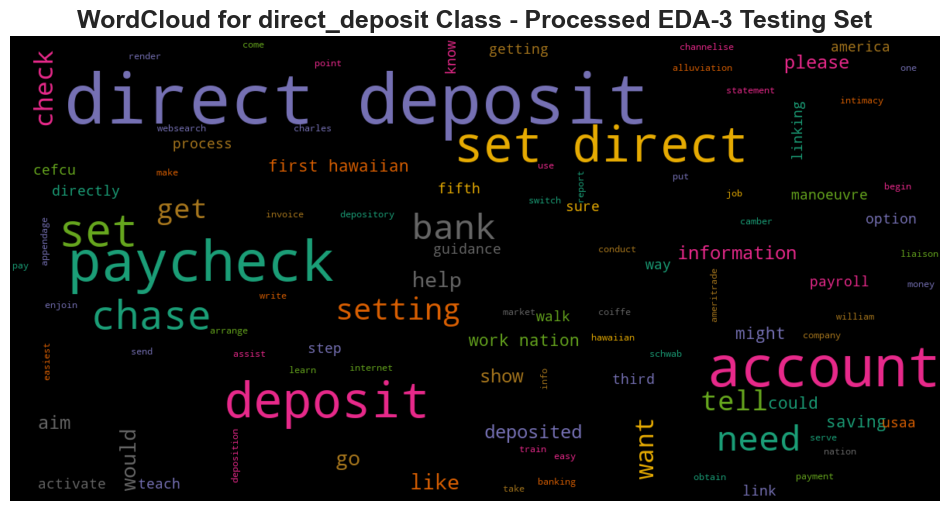 WordCloud for direct_deposit Class - Processed EDA-3 Testing Set
come
render
point
check
know
getting
channelise
america
please
alluviation
one
statement
intimacy
direct deposit
websearch
charles
process
set direct
linking
cefcu
directly
make
first hawaiian
use
report
put
begin
fifth
switch
sure
job
manoeuvre
get
invoice
depository
camber
option
set
appendage
bank
guidance
conduct
information
liaison
pay
paycheck
help
way
ameritrade
payroll
money
write
enjoin
chase
setting
market
coiffe
walk
william
arrange
work nation
hawaiian
might
company
easiest
send
assist
step
schwab
learn
internet
show
info
third
account
deposit
tell
could
aim
would
deposition
deposited
want
need
saving
usaa
serve
train
easy
nation
go
activate
teach
like
take
banking
obtain
link
payment